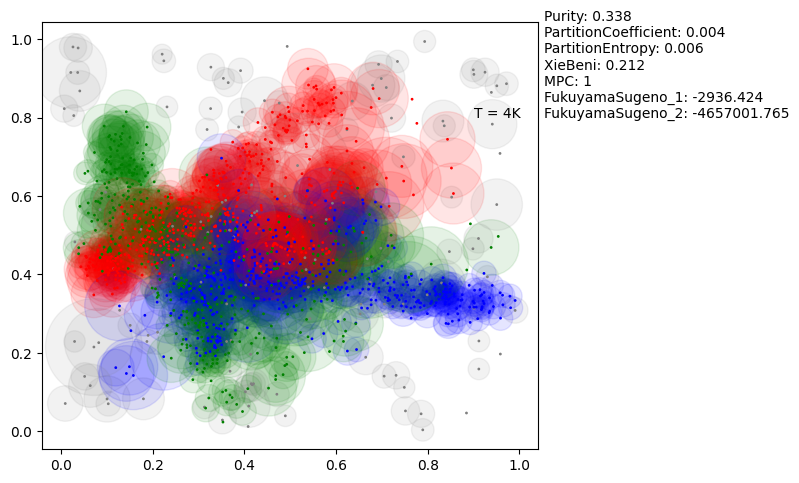 Purity: 0.338
PartitionCoefficient: 0.004
PartitionEntropy: 0.006
XieBeni: 0.212
MPC: 1
FukuyamaSugeno_1: -2936.424
FukuyamaSugeno_2: -4657001.765
T = 4K
1.0
0.8
0.6
0.4
0.2
0.0
0.0 0.2 0.4 0.6 0.8 1.0